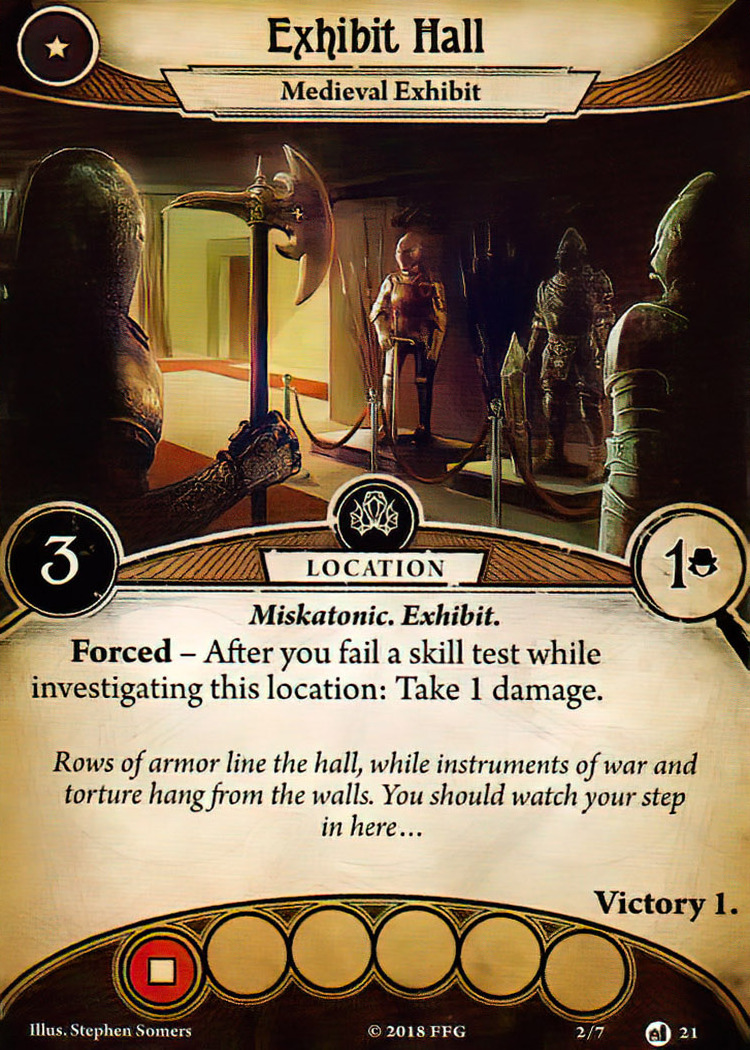 Exhibit Hall
Medieval Exhibit
3
LOCATION
1
Miskatonic. Exhibit.
Forced – After you fail a skill test while
investigating this location: Take 1 damage.
Rows of armor line the hall, while instruments of war and
torture hang from the walls. You should watch your step
in here…
Victory 1.
Illus. Stephen Somers
© 2018 FFG
2/7
21